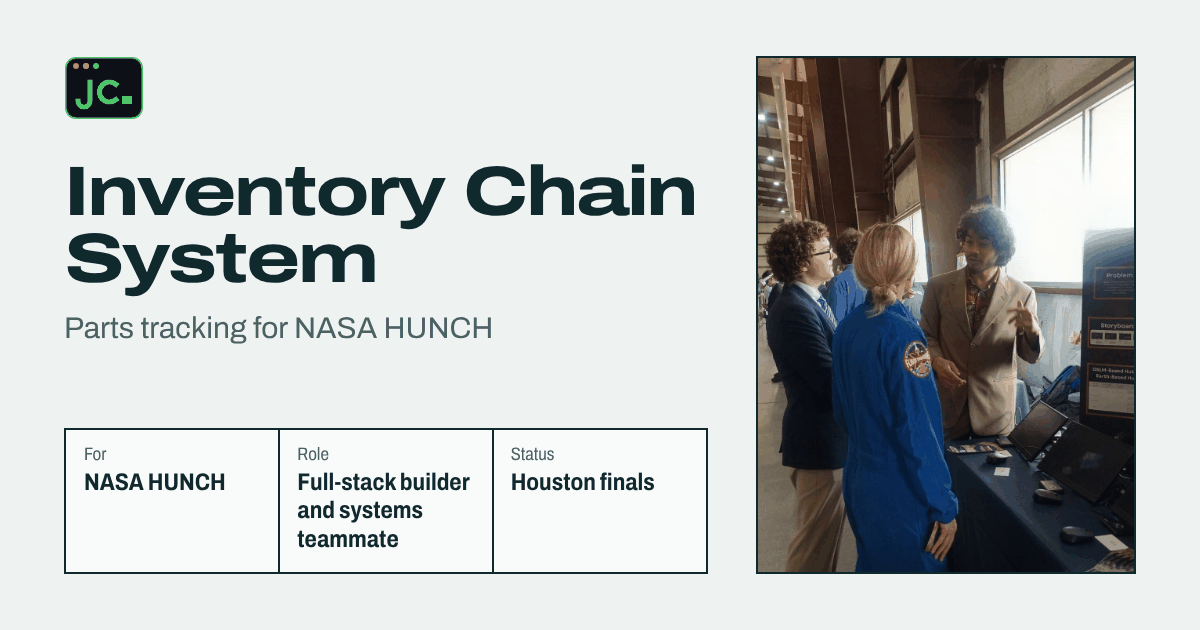 JC.
Inventory Chain
System
Parts tracking for NASA HUNCH
For
NASA HUNCH
Role
Full-stack builder
and systems
teammate
Status
Houston finals
Problem
Storyboard